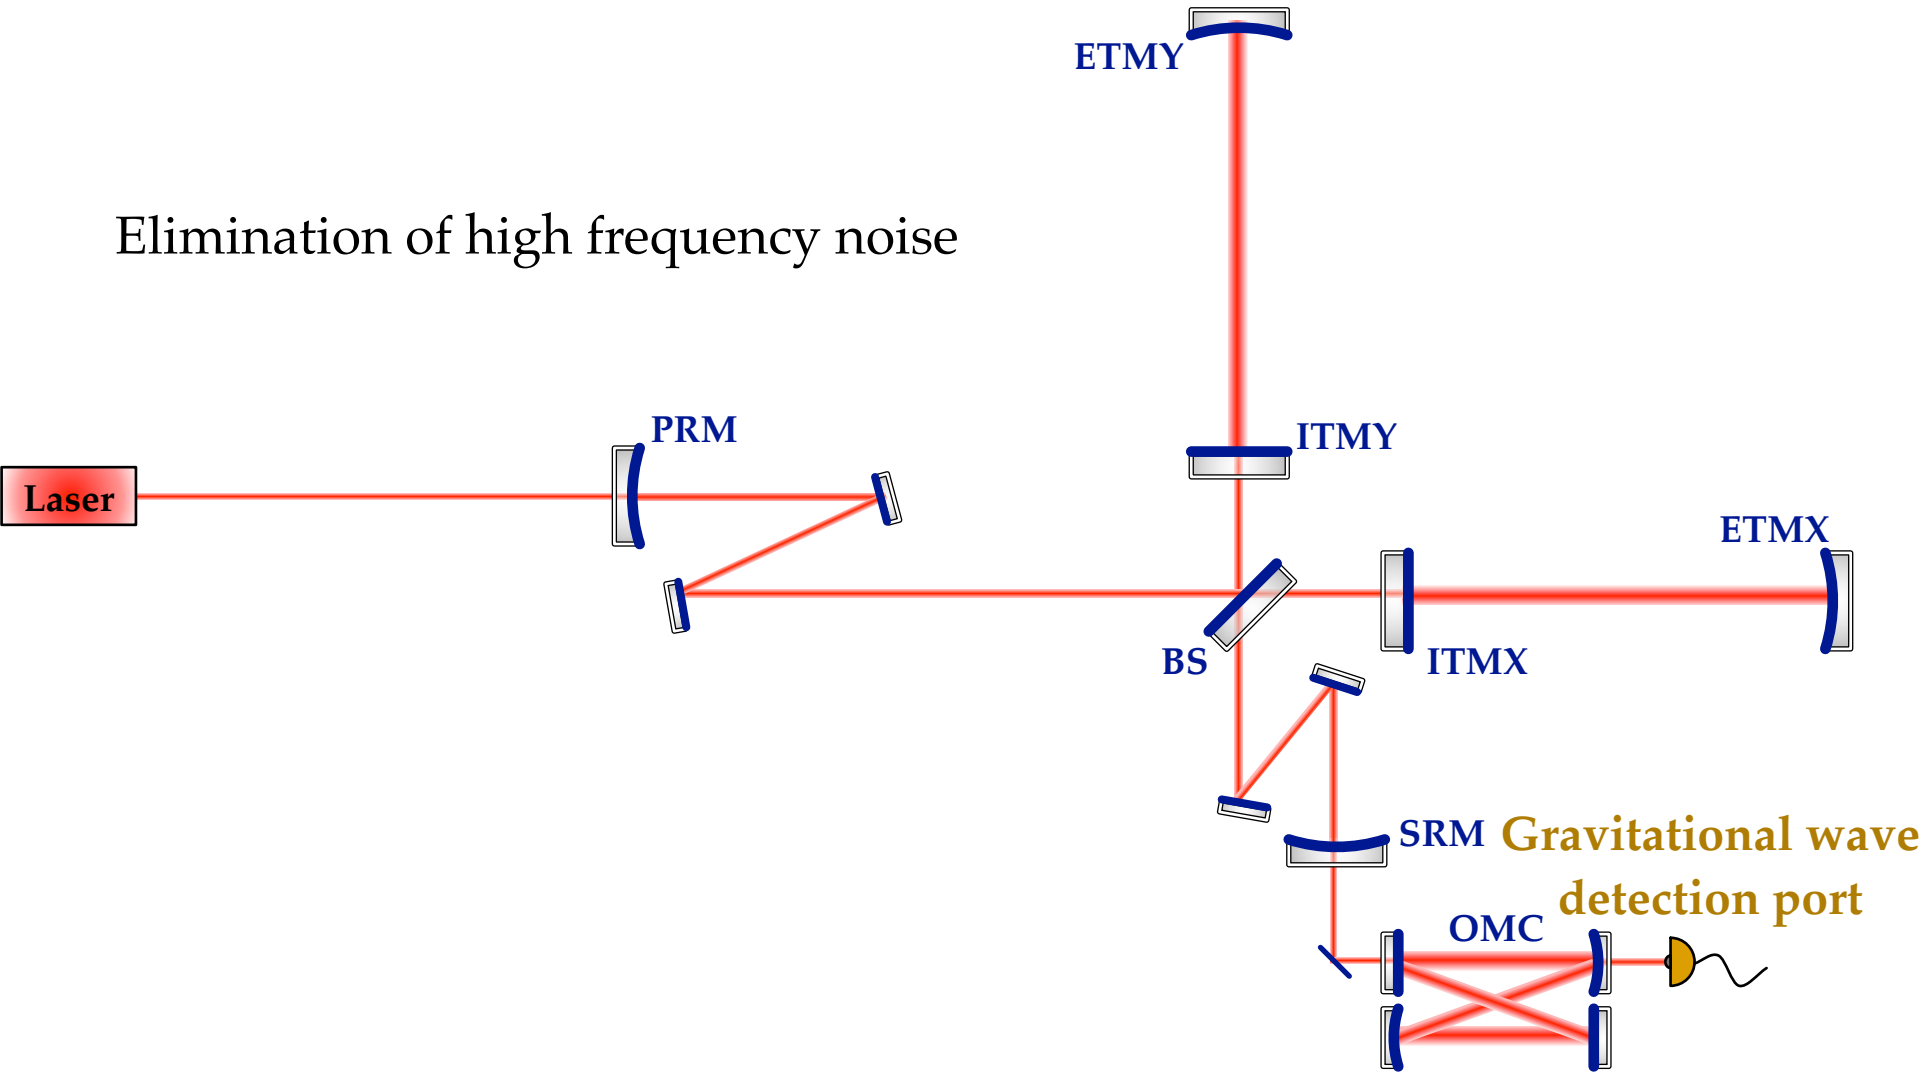 ETMY
Elimination of high frequency noise
PRM
ITMY
Laser
ETMX
BS
ITMX
SRM
Gravitational wave
detection port
OMC